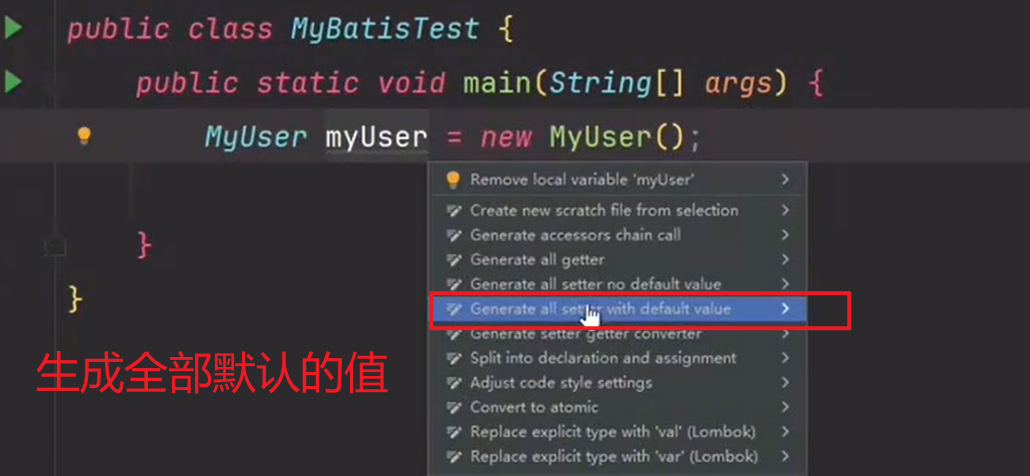 public class MyBatisTest {
public static void main(String[] args) {
MyUser myUser = new MyUser();
Remove local variable 'myUser'
Create new scratch file from selection
Generate accessors chain call
Generate all getter
Generate all setter no default value
Generate all setter with default value
Generate setter getter converter
Split into declaration and assignment
Adjust code style settings
Convert to atomic
Replace explicit type with 'val' (Lombok)
Replace explicit type with 'var' (Lombok)
}
}
生成全部默认的值